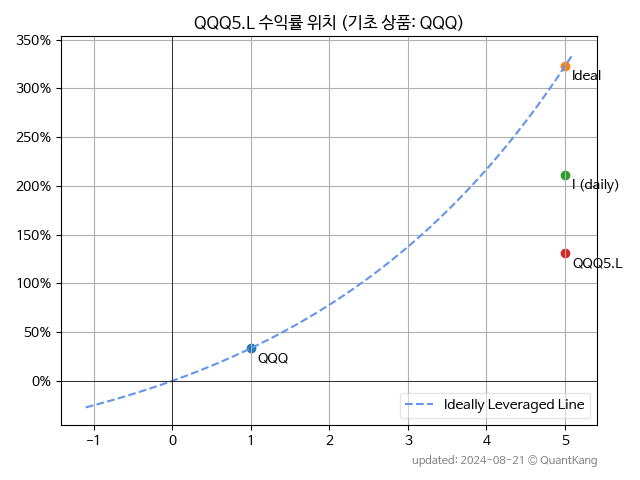 QQQ5.L 수익률 위치 (기초 상품: QQQ)
350%
300%
250%
200%
150%
100%
50%
0%
Ideal
I (daily)
QQQ5.L
QQQ
Ideally Leveraged Line
−1
0
1
2
3
4
5
updated: 2024-08-21 © QuantKang